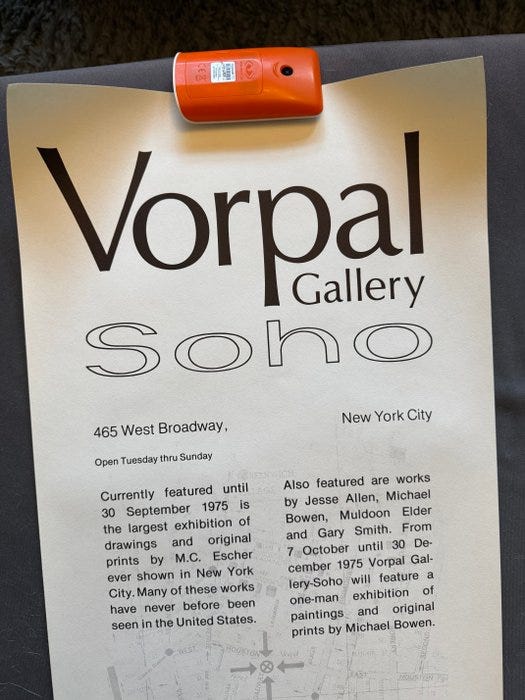 Vorpal
Gallery
Soho
465 West Broadway,
New York City
Open Tuesday thru Sunday
Currently featured until
30 September 1975 is
the largest exhibition of
drawings and original
prints by M.C. Escher
ever shown in New York
City. Many of these works
have never before been
seen in the United States.
Also featured are works
by Jesse Allen, Michael
Bowen, Muldoon Elder
and Gary Smith. From
7 October until 30 De-
cember 1975 Vorpal Gal-
lery-Soho will feature a
one-man exhibition of
paintings and original
prints by Michael Bowen.
WEST
HOUSTON
EAST
HOUSTON